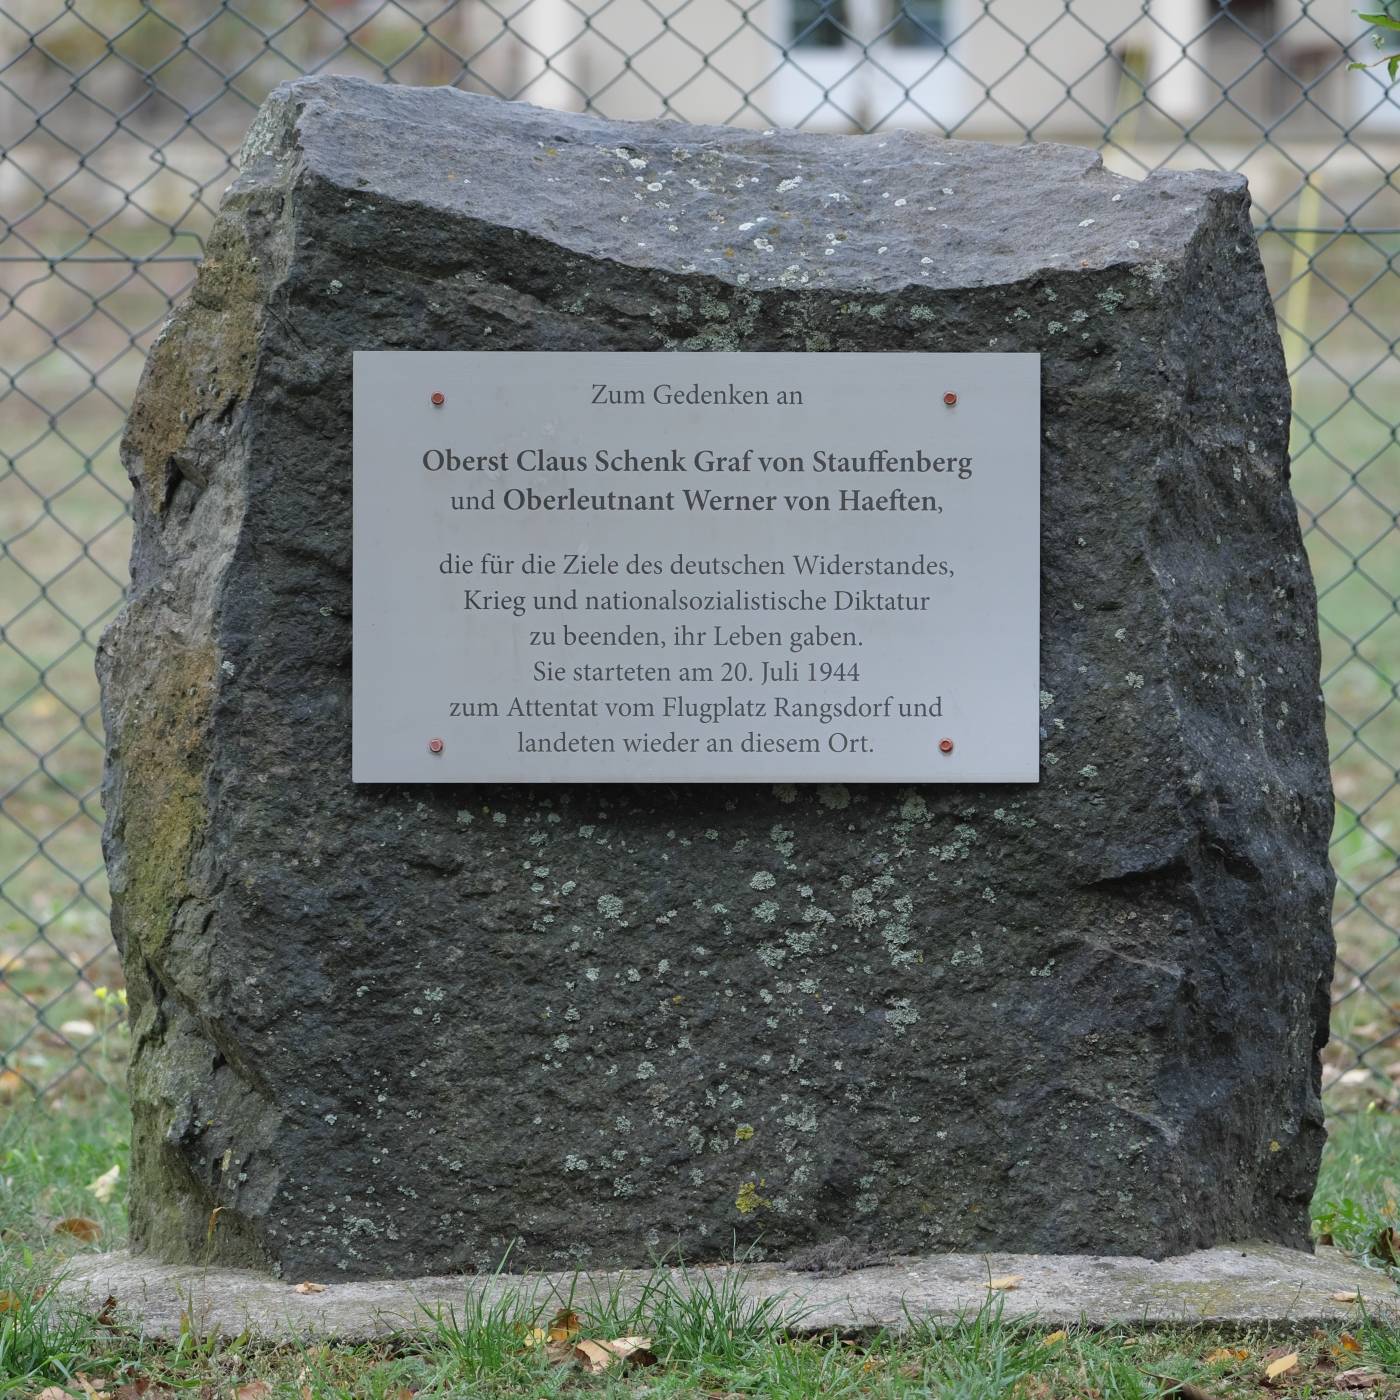 Zum Gedenken an
Oberst Claus Schenk Graf von Stauffenberg
und Oberleutnant Werner von Haeften,
die für die Ziele des deutschen Widerstandes,
Krieg und nationalsozialistische Diktatur
zu beenden, ihr Leben gaben.
Sie starteten am 20. Juli 1944
zum Attentat vom Flugplatz Rangsdorf und
landeten wieder an diesem Ort.